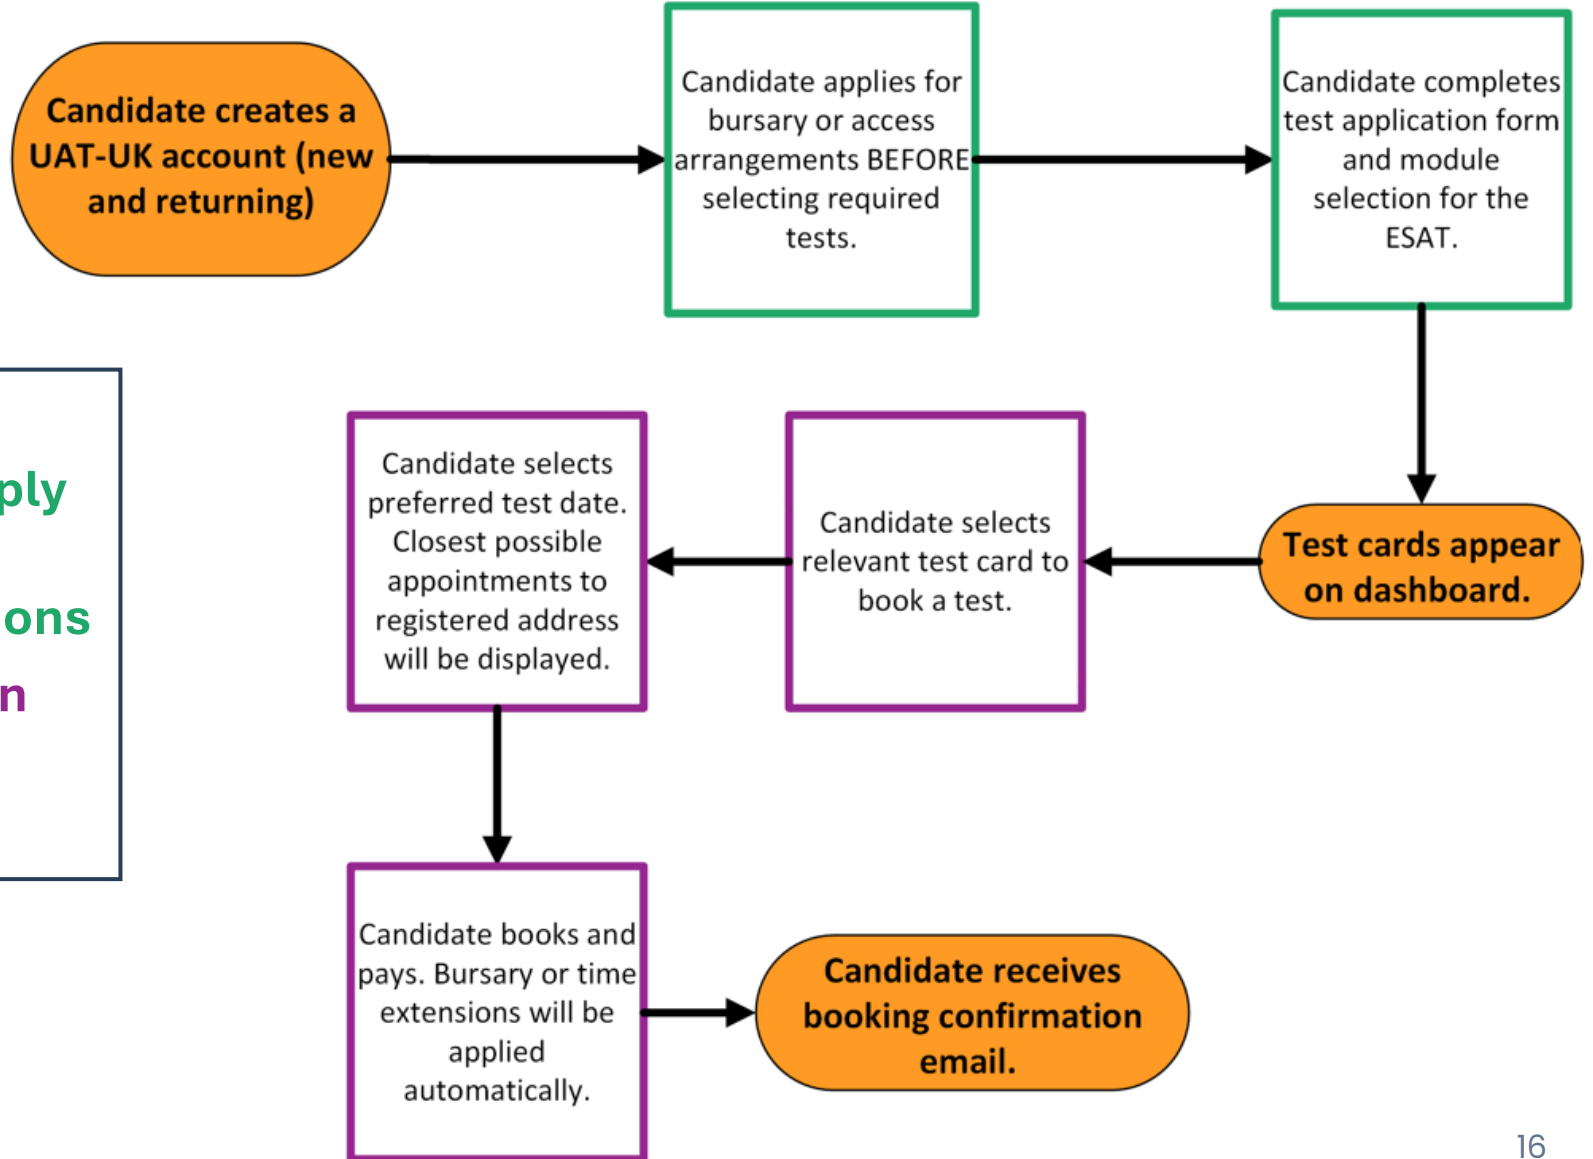 Candidate creates a
UAT-UK account (new
and returning)
Candidate applies for
bursary or access
arrangements BEFORE
selecting required
tests.
Candidate completes
test application form
and module
selection for the
ESAT.
ply
ons
n
Candidate selects
preferred test date.
Closest possible
appointments to
registered address
will be displayed.
Candidate selects
relevant test card to
book a test.
Test cards appear
on dashboard.
Candidate books and
pays. Bursary or time
extensions will be
applied
automatically.
Candidate receives
booking confirmation
email.
16